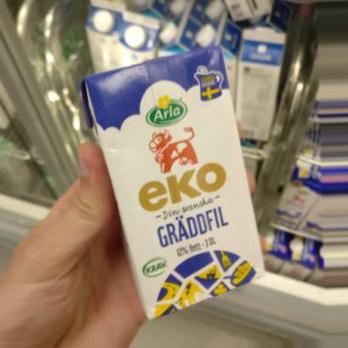 Arla
eko
Din svenska
GRÄDDFIL
12% Fett • 3 DL
KRAV